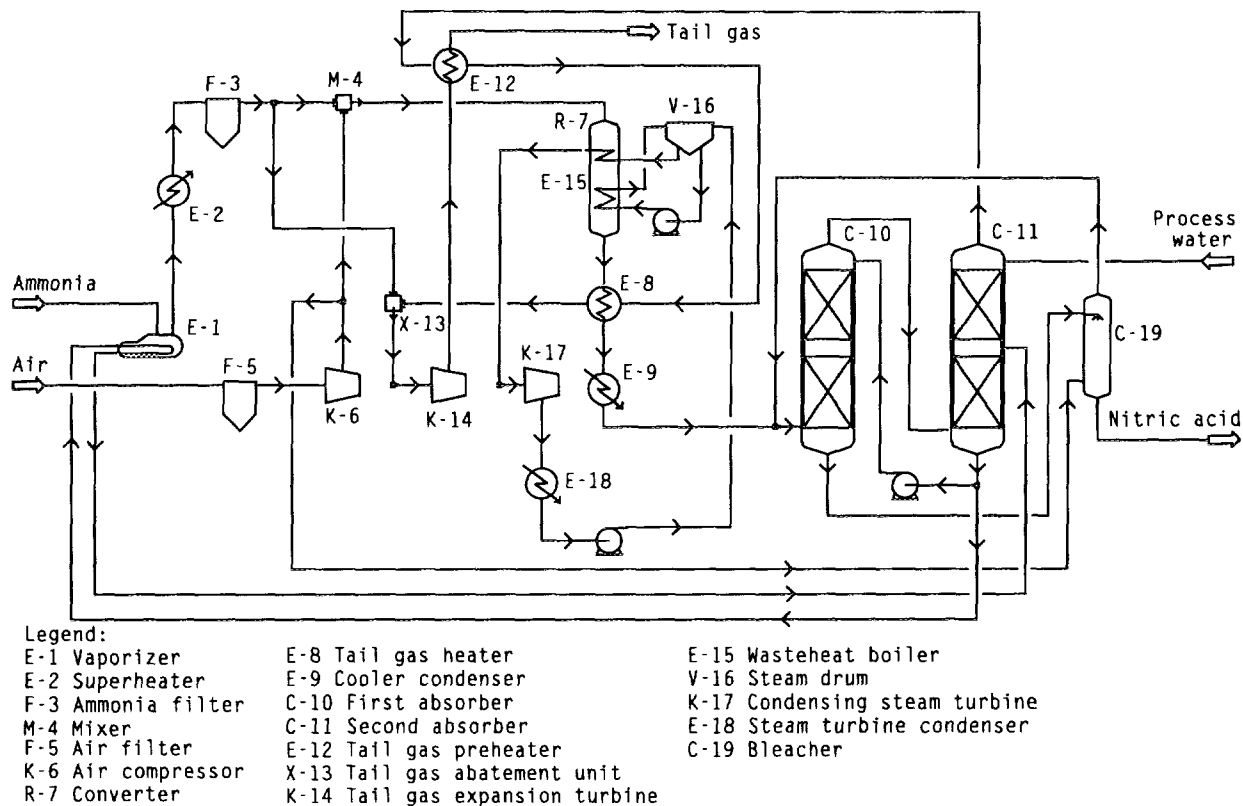 Tail gas
E-12
F-3
M-4
V-16
R-7
E-15
E-2
C-10
C-11
Process
water
Ammonia
E-1
E-8
X-13
C-19
Air
F-5
K-17
E-9
K-6
K-14
Nitric acid
E-18
Legend:
E-1 Vaporizer
E-2 Superheater
F-3 Ammonia filter
M-4 Mixer
F-5 Air filter
K-6 Air compressor
R-7 Converter
E-8 Tail gas heater
E-9 Cooler condenser
C-10 First absorber
C-11 Second absorber
E-12 Tail gas preheater
X-13 Tail gas abatement unit
K-14 Tail gas expansion turbine
E-15 Wasteheat boiler
V-16 Steam drum
K-17 Condensing steam turbine
E-18 Steam turbine condenser
C-19 Bleacher